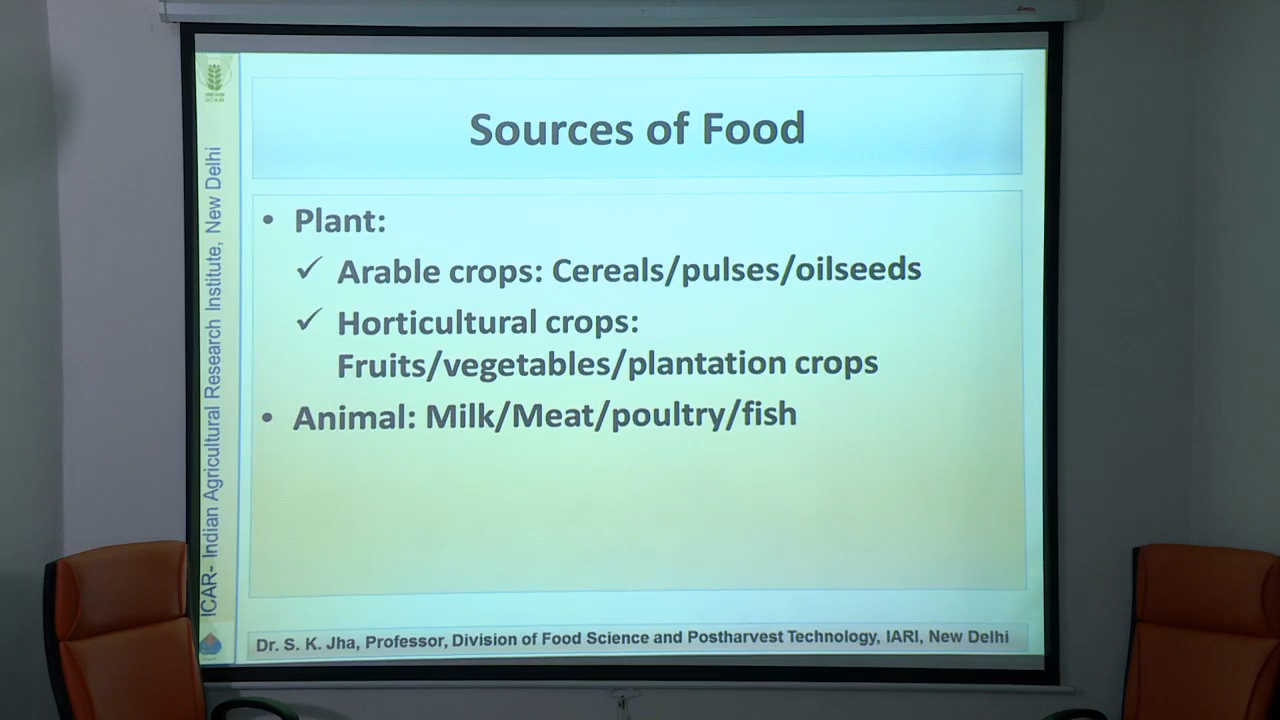 Sources of Food
• Plant:
✓ Arable crops: Cereals/pulses/oilseeds
✓ Horticultural crops:
Fruits/vegetables/plantation crops
• Animal: Milk/Meat/poultry/fish
ICAR- Indian Agricultural Research Institute, New Delhi
Dr. S. K. Jha, Professor, Division of Food Science and Postharvest Technology, IARI, New Delhi